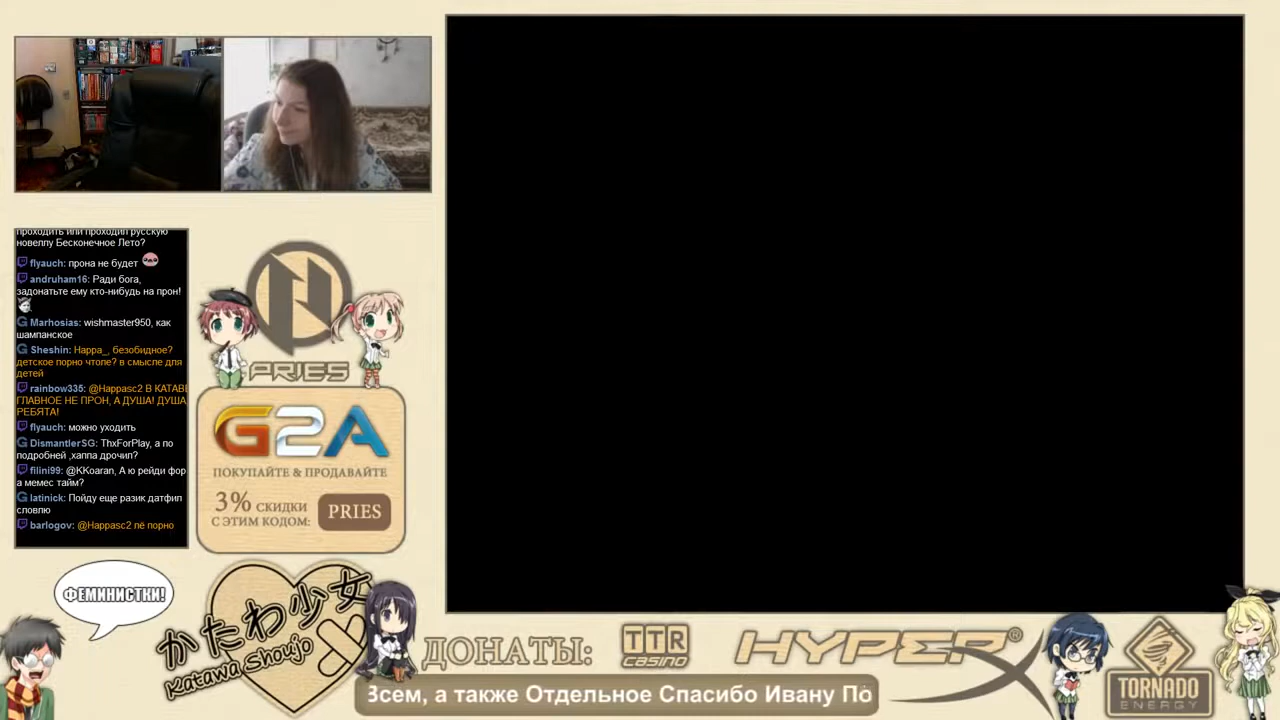 проходить или проходил русскую
новеллу Бесконечное Лето?
flyauch: прона не будет
andruham16: Ради бога,
задонатьте ему кто-нибудь на прон!
Marhosias: wishmaster950, как
шампанское
Sheshin: Happa_, безобидное?
детское порно чтоле? в смысле для
детей
rainbow335: @Happasc2 В КАТАВЕ
ГЛАВНОЕ НЕ ПРОН, А ДУША! ДУША,
РЕБЯТА!
flyauch: можно уходить
DismantlerSG: ThxForPlay, а по
подробней ,хаппа дрочил?
filini99: @KKoaran, А ю рейди фор
а мемес тайм?
latinick: Пойду еще разик датфип
словлю
barlogov: @Happasc2 пё порно
PRIES
G2A
ПОКУПАЙТЕ & ПРОДАВАЙТЕ
3% СКИДКИ
С ЭТИМ КОДОМ:
PRIES
ФЕМИНИСТКИ!
かたわ少女
Katawa Shoujo
ДОНАТЫ:
TTR
CASINO
HYPERX®
TORNADO
ENERGY
Всем, а также Отдельное Спасибо Ивану По